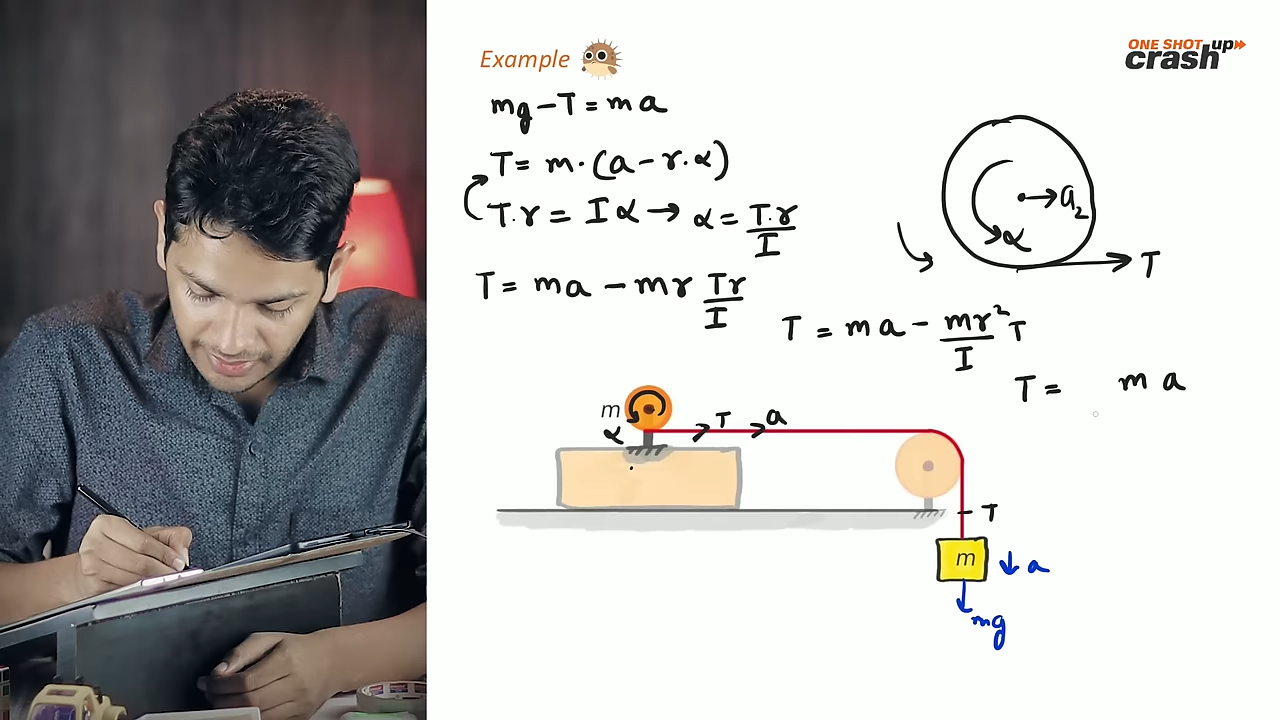 Example
ONE SHOT
crash up
mg - T = ma
T = m·(a - r·α)
T·r = Iα → α = T·r/I
T = ma - mr Tr/I
a₂
α
T
T = ma - mr²/I T
T = ma
m
α
T
a
T
m
a
mg